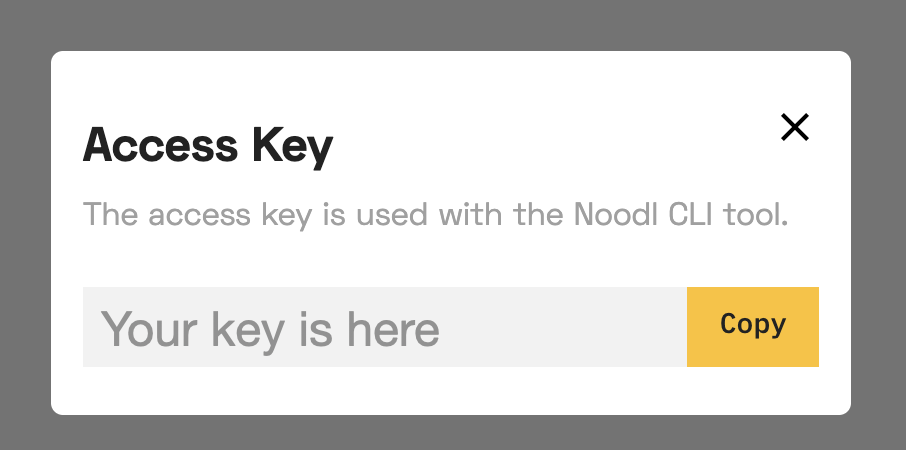 Access Key
The access key is used with the Noodl CLI tool.
Your key is here
Copy